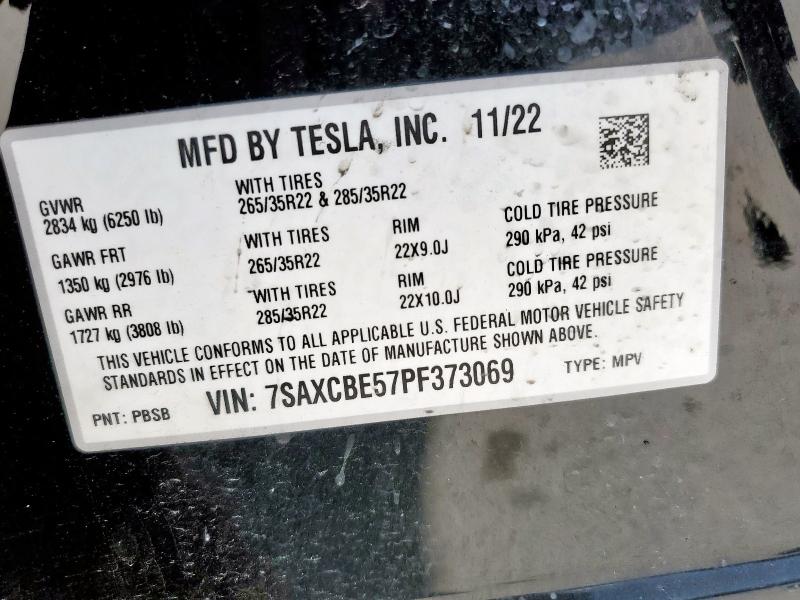 MFD BY TESLA, INC. 11/22
GVWR
2834 kg (6250 lb)
WITH TIRES
265/35R22 & 285/35R22
GAWR FRT
1350 kg (2976 lb)
WITH TIRES
265/35R22
RIM
22X9.0J
COLD TIRE PRESSURE
290 kPa, 42 psi
GAWR RR
1727 kg (3808 lb)
WITH TIRES
285/35R22
RIM
22X10.0J
COLD TIRE PRESSURE
290 kPa, 42 psi
THIS VEHICLE CONFORMS TO ALL APPLICABLE U.S. FEDERAL MOTOR VEHICLE SAFETY
STANDARDS IN EFFECT ON THE DATE OF MANUFACTURE SHOWN ABOVE.
PNT: PBSB VIN: 7SAXCBE57PF373069 TYPE: MPV